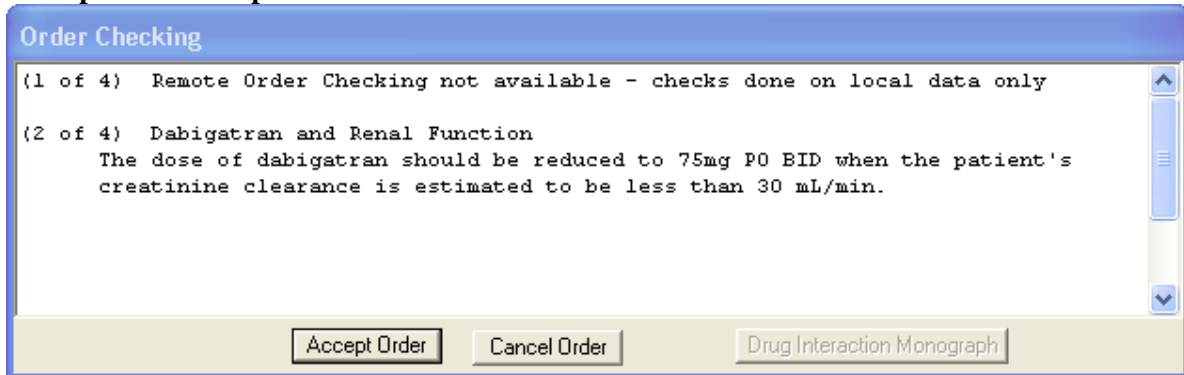 Order Checking
(1 of 4) Remote Order Checking not available - checks done on local data only
(2 of 4) Dabigatran and Renal Function
The dose of dabigatran should be reduced to 75mg PO BID when the patient's
creatinine clearance is estimated to be less than 30 mL/min.
Accept Order Cancel Order Drug Interaction Monograph